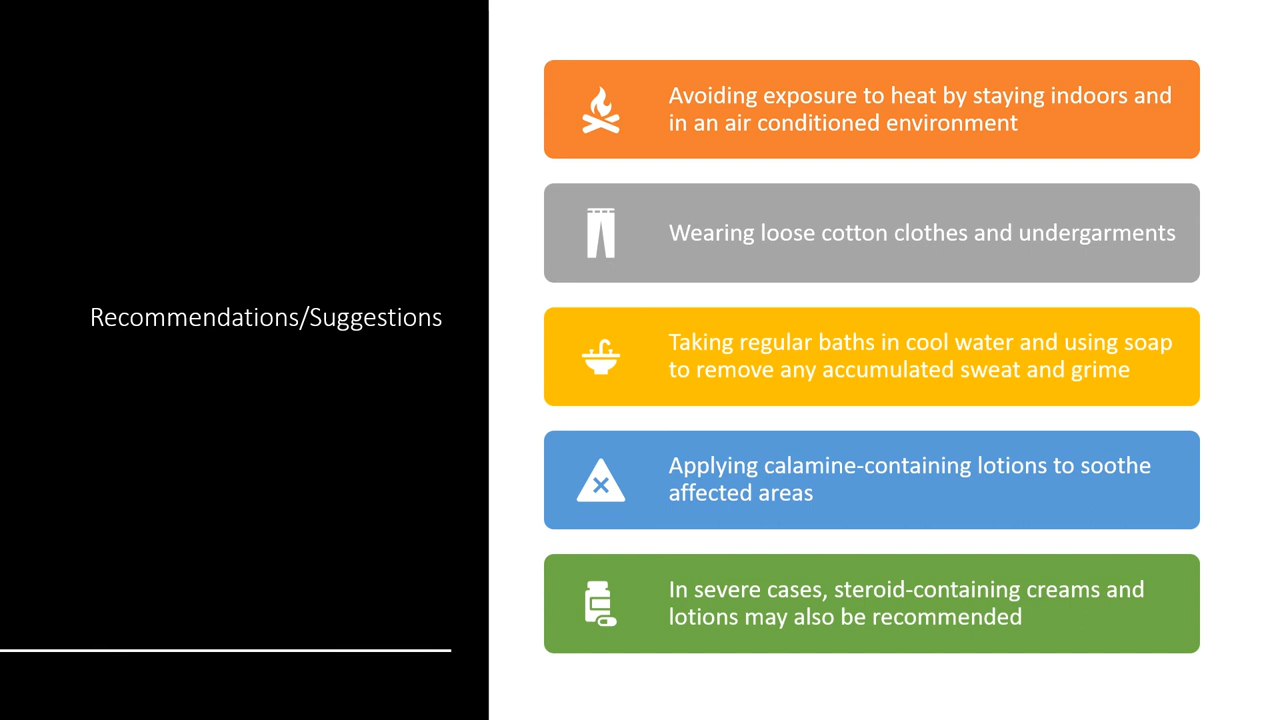 Recommendations/Suggestions
Avoiding exposure to heat by staying indoors and
in an air conditioned environment
Wearing loose cotton clothes and undergarments
Taking regular baths in cool water and using soap
to remove any accumulated sweat and grime
Applying calamine-containing lotions to soothe
affected areas
In severe cases, steroid-containing creams and
lotions may also be recommended